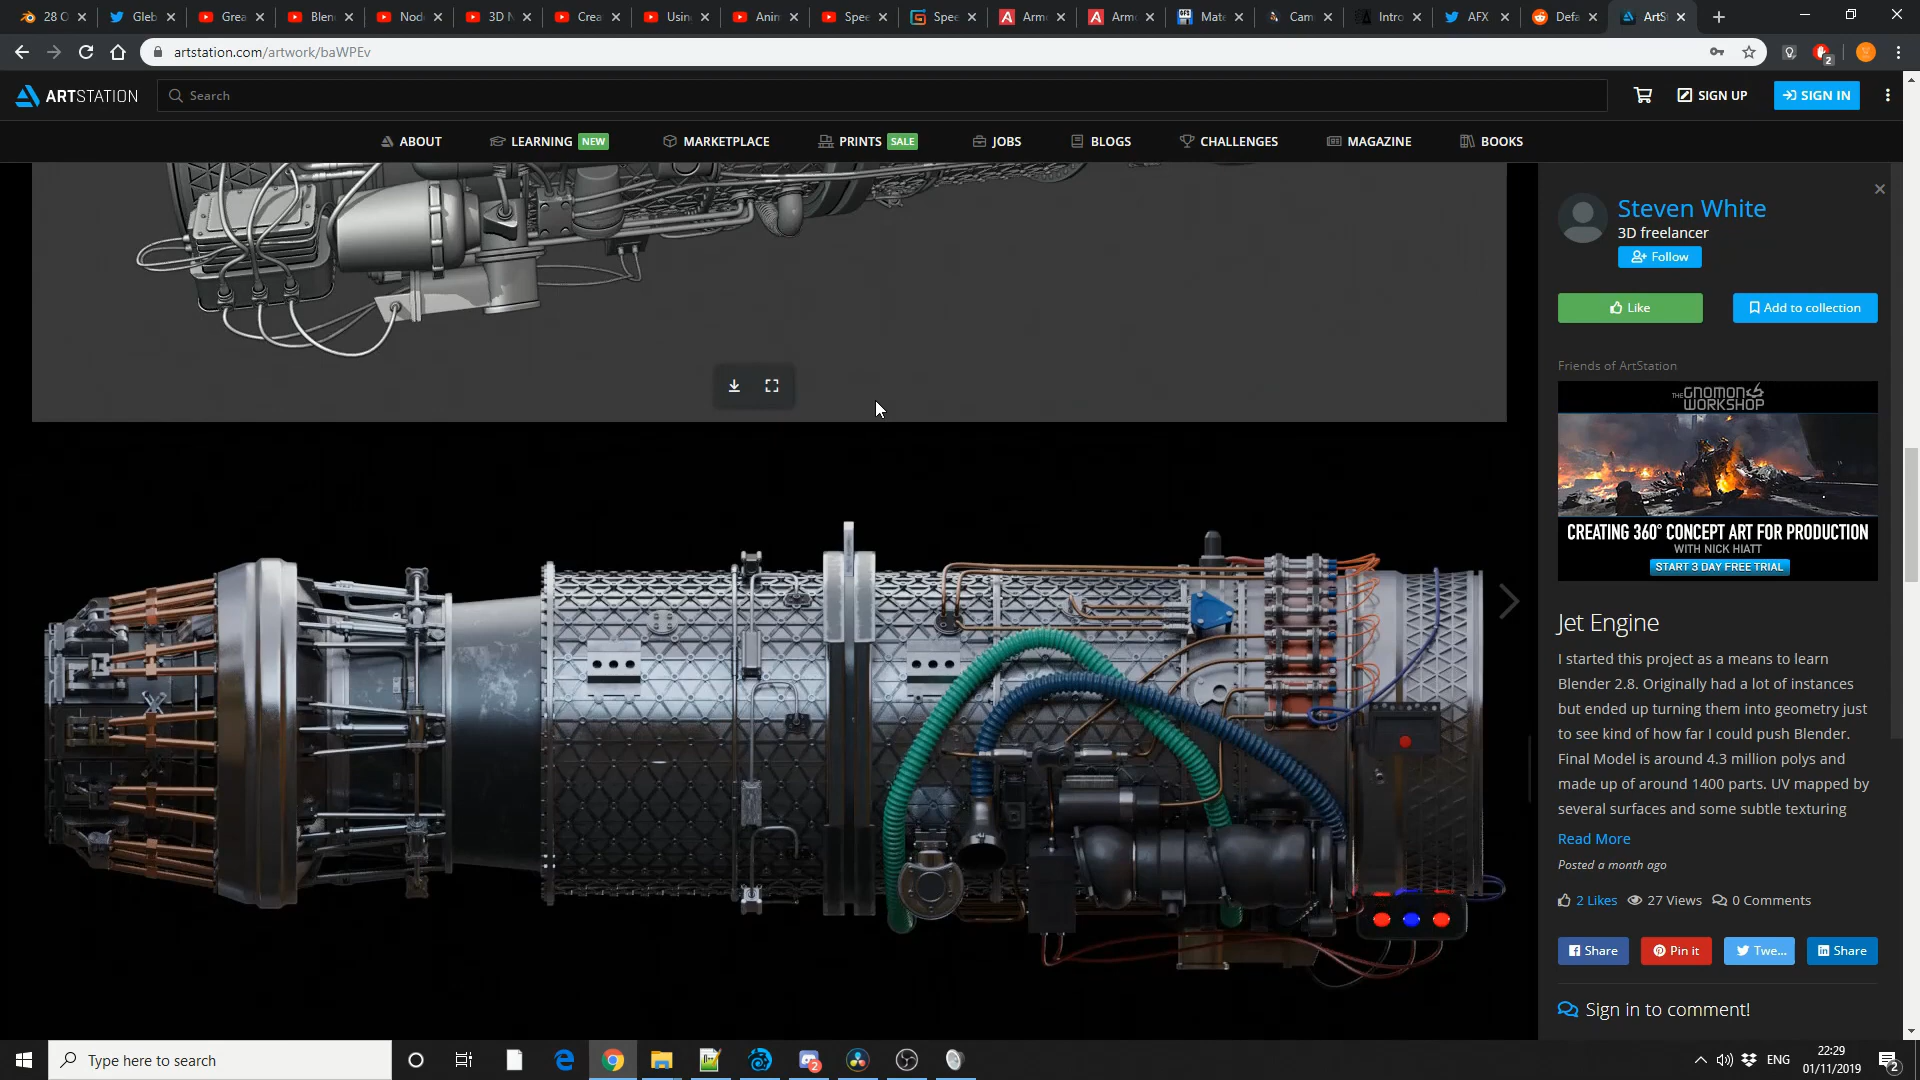 28 O
Gleb
Grea
Blen
Node
3D N
Crea
Usin
Anim
Spee
Spee
Armo
Armo
Mate
Cam
Intro
AFX
Defa
ArtS
artstation.com/artwork/baWPEv
2
ARTSTATION
Search
SIGN UP
SIGN IN
ABOUT
LEARNING NEW
MARKETPLACE
PRINTS SALE
JOBS
BLOGS
CHALLENGES
MAGAZINE
BOOKS
Steven White
3D freelancer
Follow
Like
Add to collection
Friends of ArtStation
THE GNOMON WORKSHOP
CREATING 360° CONCEPT ART FOR PRODUCTION
WITH NICK HIATT
START 3 DAY FREE TRIAL
Jet Engine
I started this project as a means to learn
Blender 2.8. Originally had a lot of instances
but ended up turning them into geometry just
to see kind of how far I could push Blender.
Final Model is around 4.3 million polys and
made up of around 1400 parts. UV mapped by
several surfaces and some subtle texturing
Read More
Posted a month ago
2 Likes 27 Views 0 Comments
Share
Pin it
Twe...
Share
Sign in to comment!
Type here to search
2
ENG
22:29
01/11/2019
2